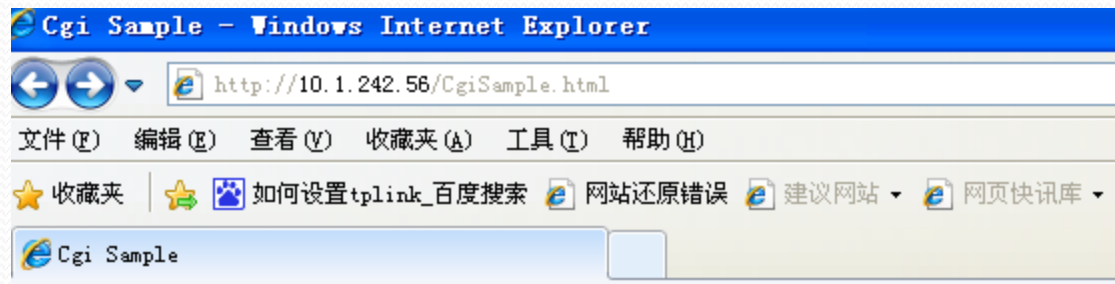 Cgi Sample - Windows Internet Explorer
http://10.1.242.56/CgiSample.html
文件(F) 编辑(E) 查看(V) 收藏夹(A) 工具(T) 帮助(H)
收藏夹 如何设置tplink_百度搜索 网站还原错误 建议网站 网页快讯库
Cgi Sample